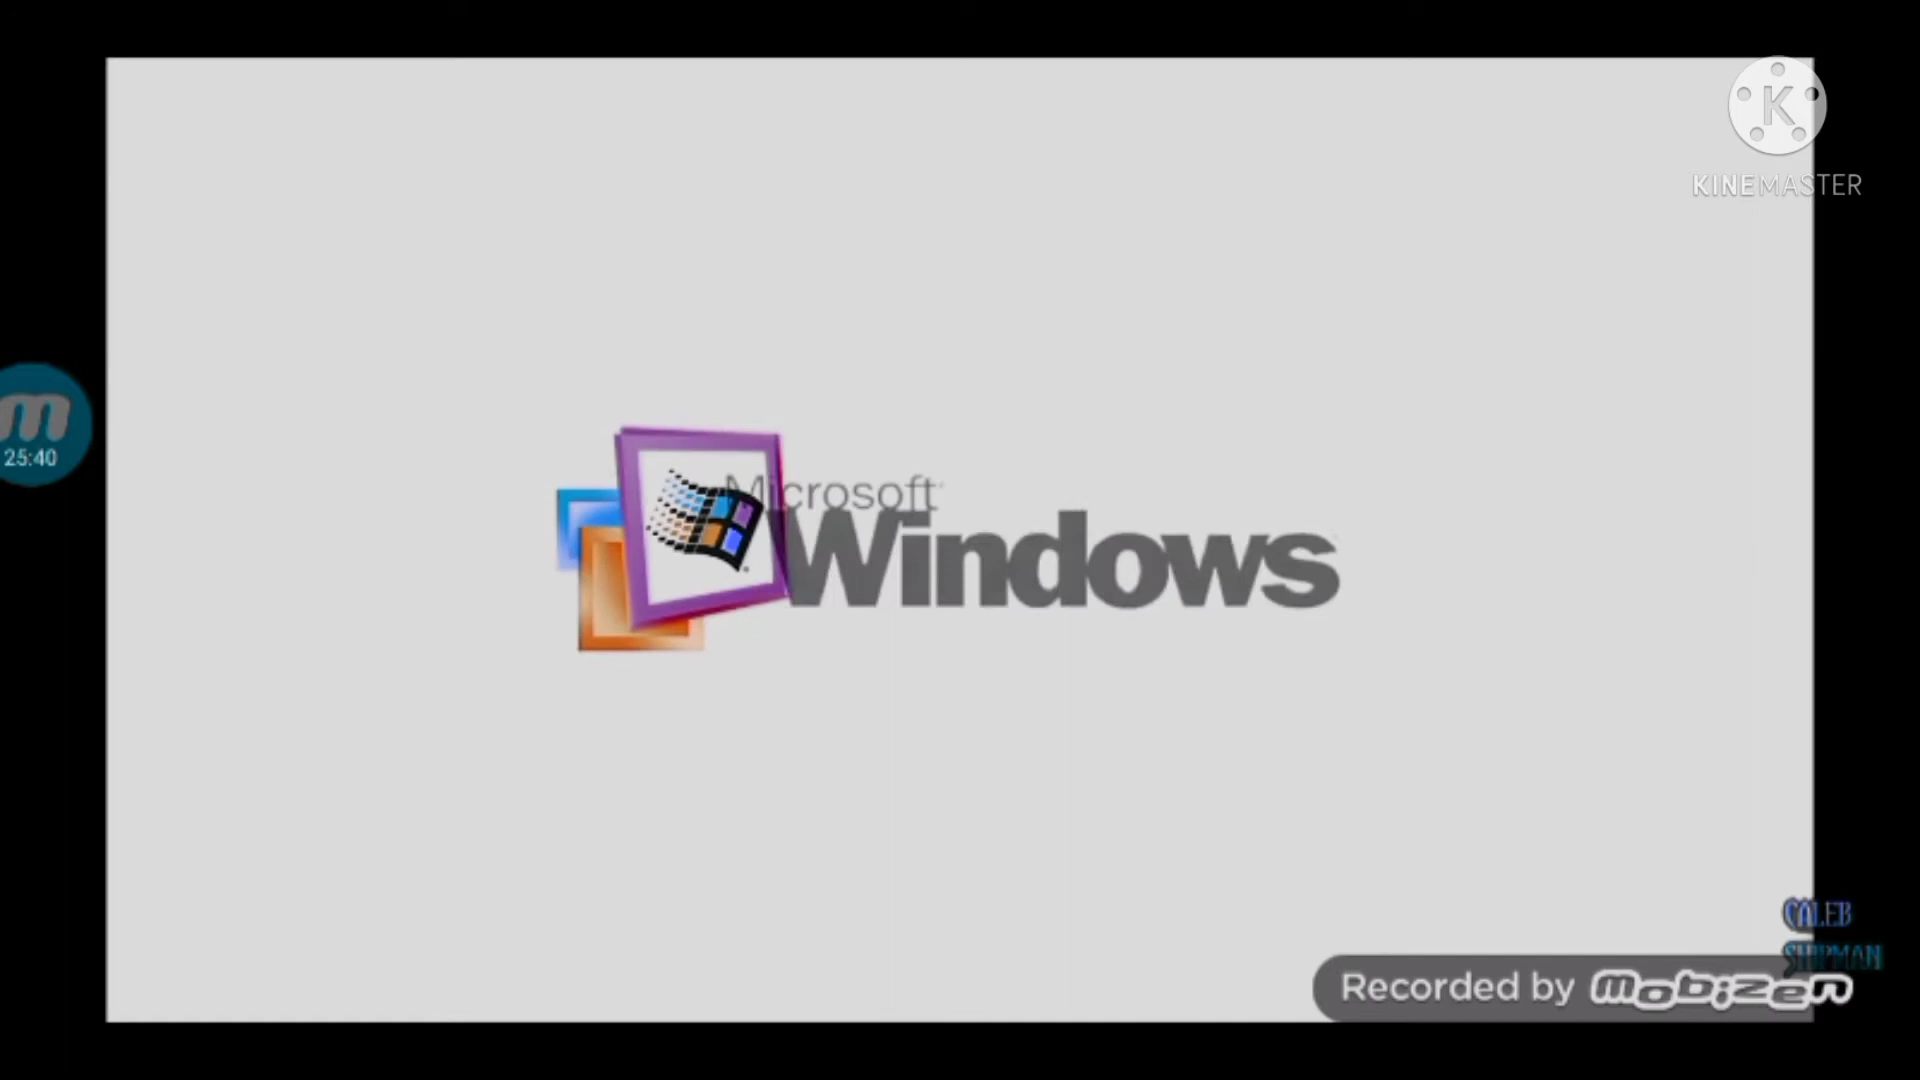 K
KINEMASTER
m
25:40
Microsoft
Windows
CALEB
SHIPMAN
Recorded by mobizen